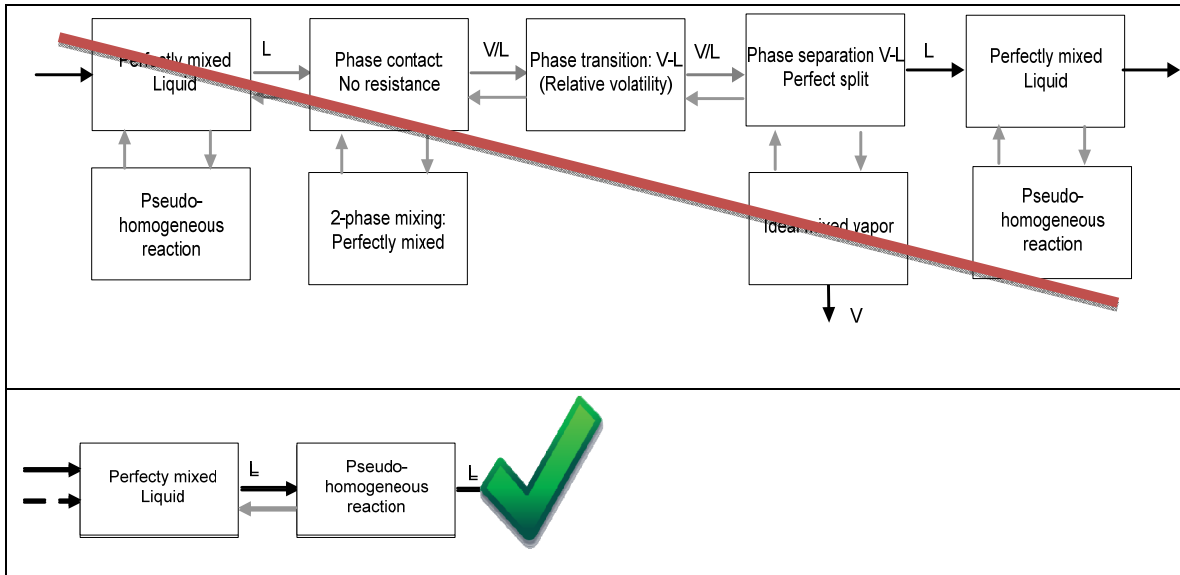 Perfectly mixed
Liquid
L
Phase contact:
No resistance
V/L
Phase transition: V-L
(Relative volatility)
V/L
Phase separation V-L
Perfect split
L
Perfectly mixed
Liquid
Pseudo-
homogeneous
reaction
2-phase mixing:
Perfectly mixed
Ideal mixed vapor
V
Pseudo-
homogeneous
reaction
Perfecty mixed
Liquid
L
Pseudo-
homogeneous
reaction
L